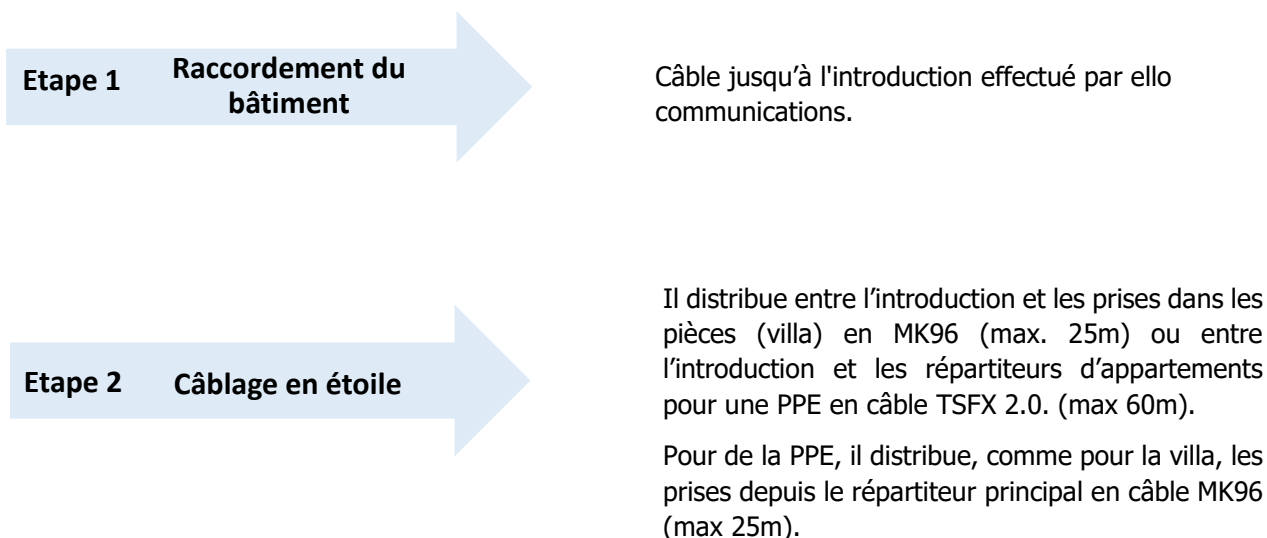 Etape 1
Raccordement du
bâtiment
Câble jusqu’à l'introduction effectué par ello
communications.
Etape 2
Câblage en étoile
Il distribue entre l’introduction et les prises dans les
pièces (villa) en MK96 (max. 25m) ou entre
l’introduction et les répartiteurs d’appartements
pour une PPE en câble TSFX 2.0. (max 60m).
Pour de la PPE, il distribue, comme pour la villa, les
prises depuis le répartiteur principal en câble MK96
(max 25m).